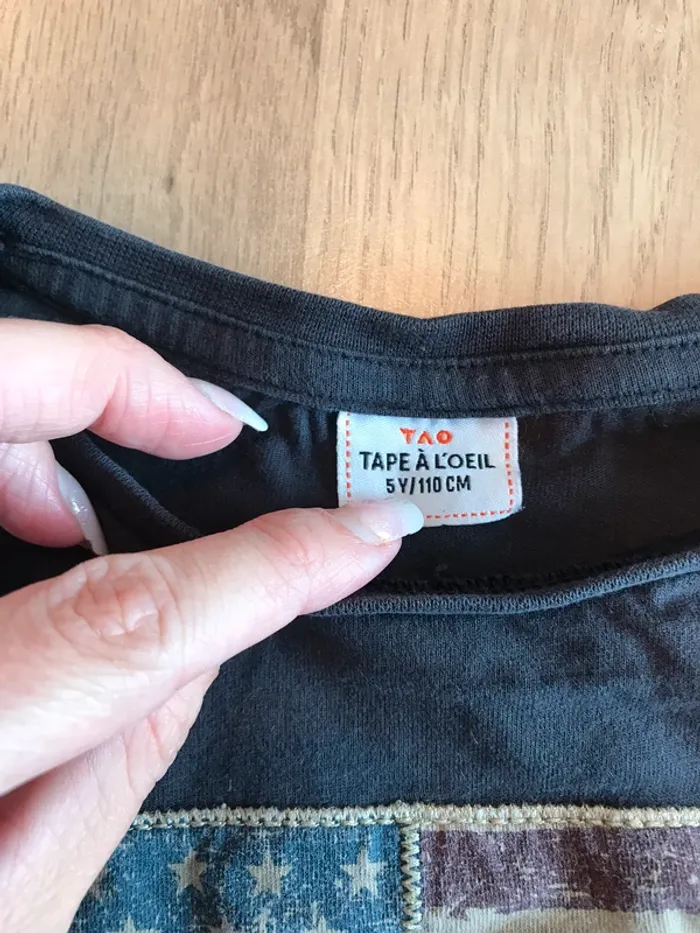 TAO
TAPE À L'OEIL
5Y/110 CM